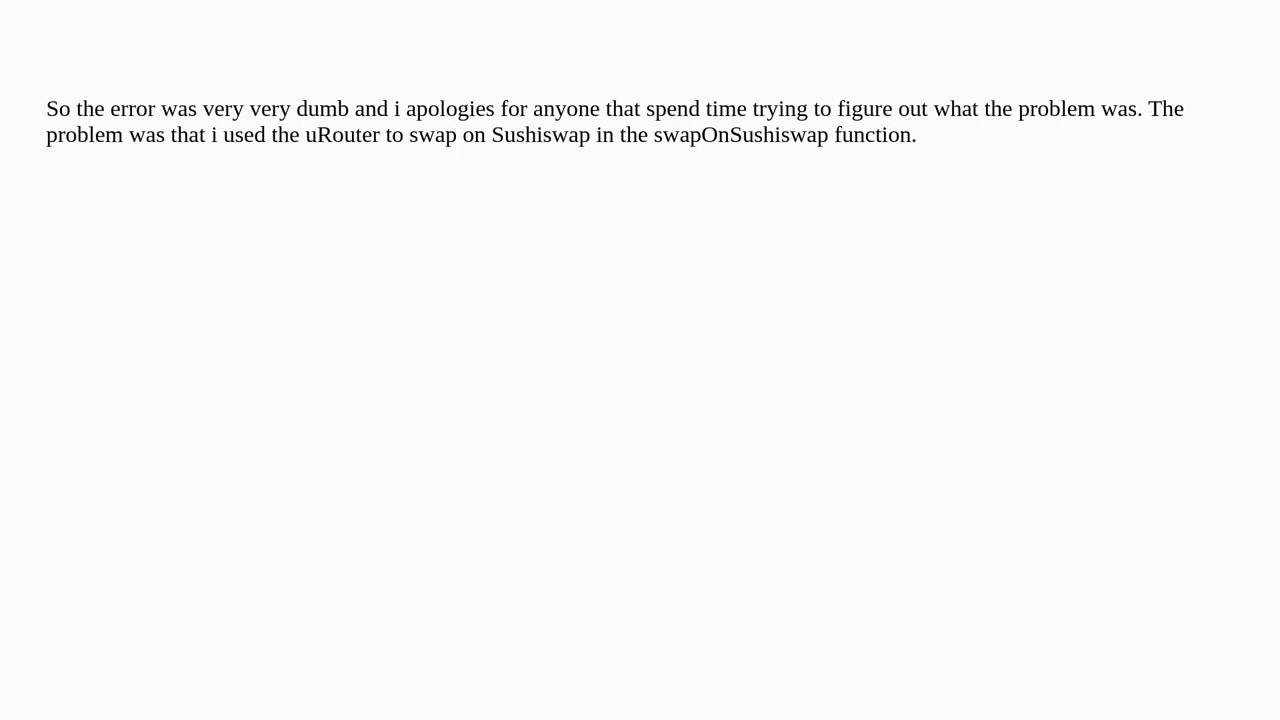 So the error was very very dumb and i apologies for anyone that spend time trying to figure out what the problem was. The
problem was that i used the uRouter to swap on Sushiswap in the swapOnSushiswap function.